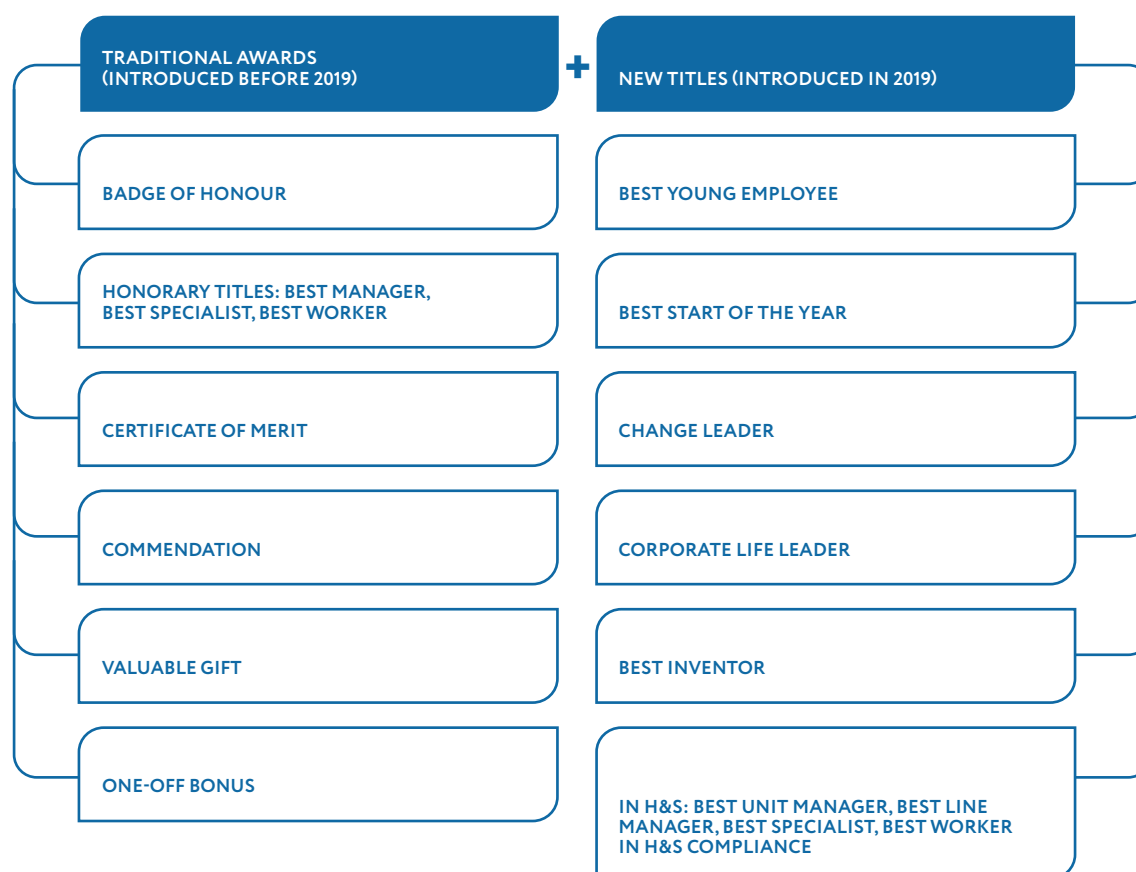 TRADITIONAL AWARDS
(INTRODUCED BEFORE 2019)
+
NEW TITLES (INTRODUCED IN 2019)
BADGE OF HONOUR
HONORARY TITLES: BEST MANAGER,
BEST SPECIALIST, BEST WORKER
CERTIFICATE OF MERIT
COMMENDATION
VALUABLE GIFT
ONE-OFF BONUS
BEST YOUNG EMPLOYEE
BEST START OF THE YEAR
CHANGE LEADER
CORPORATE LIFE LEADER
BEST INVENTOR
IN H&S: BEST UNIT MANAGER, BEST LINE
MANAGER, BEST SPECIALIST, BEST WORKER
IN H&S COMPLIANCE